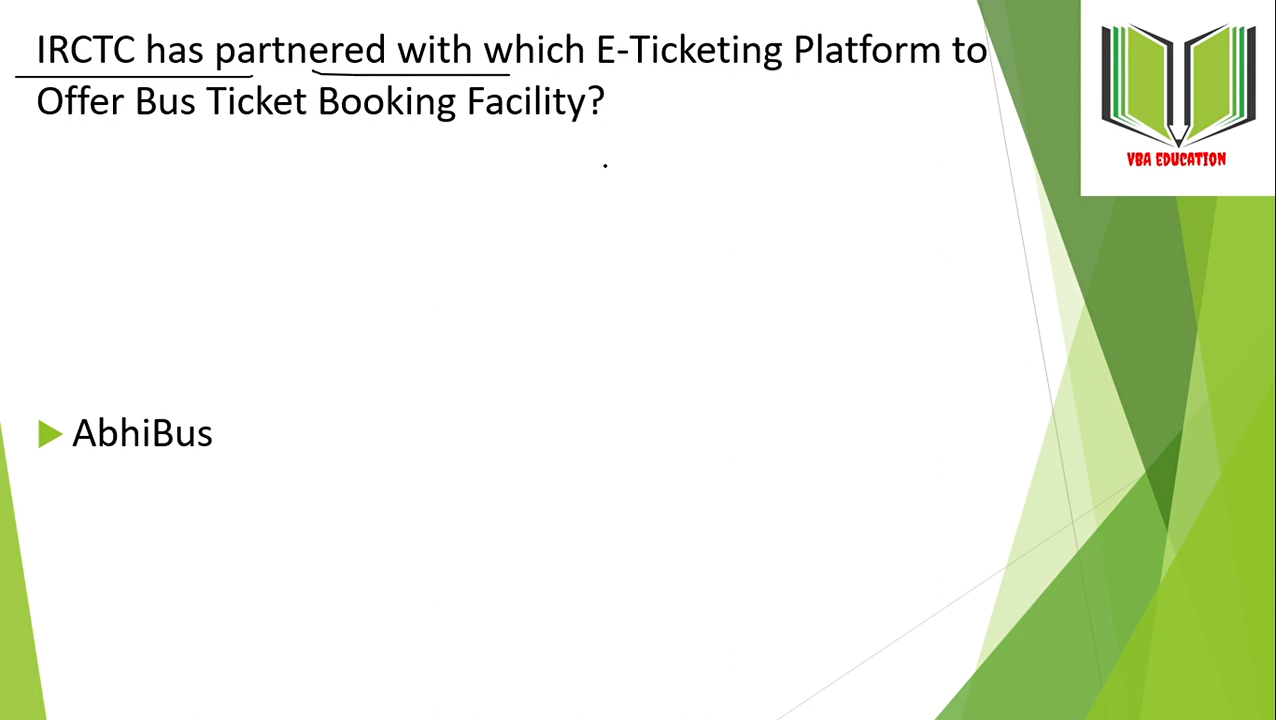 IRCTC has partnered with which E-Ticketing Platform to
Offer Bus Ticket Booking Facility?
VBA EDUCATION
AbhiBus